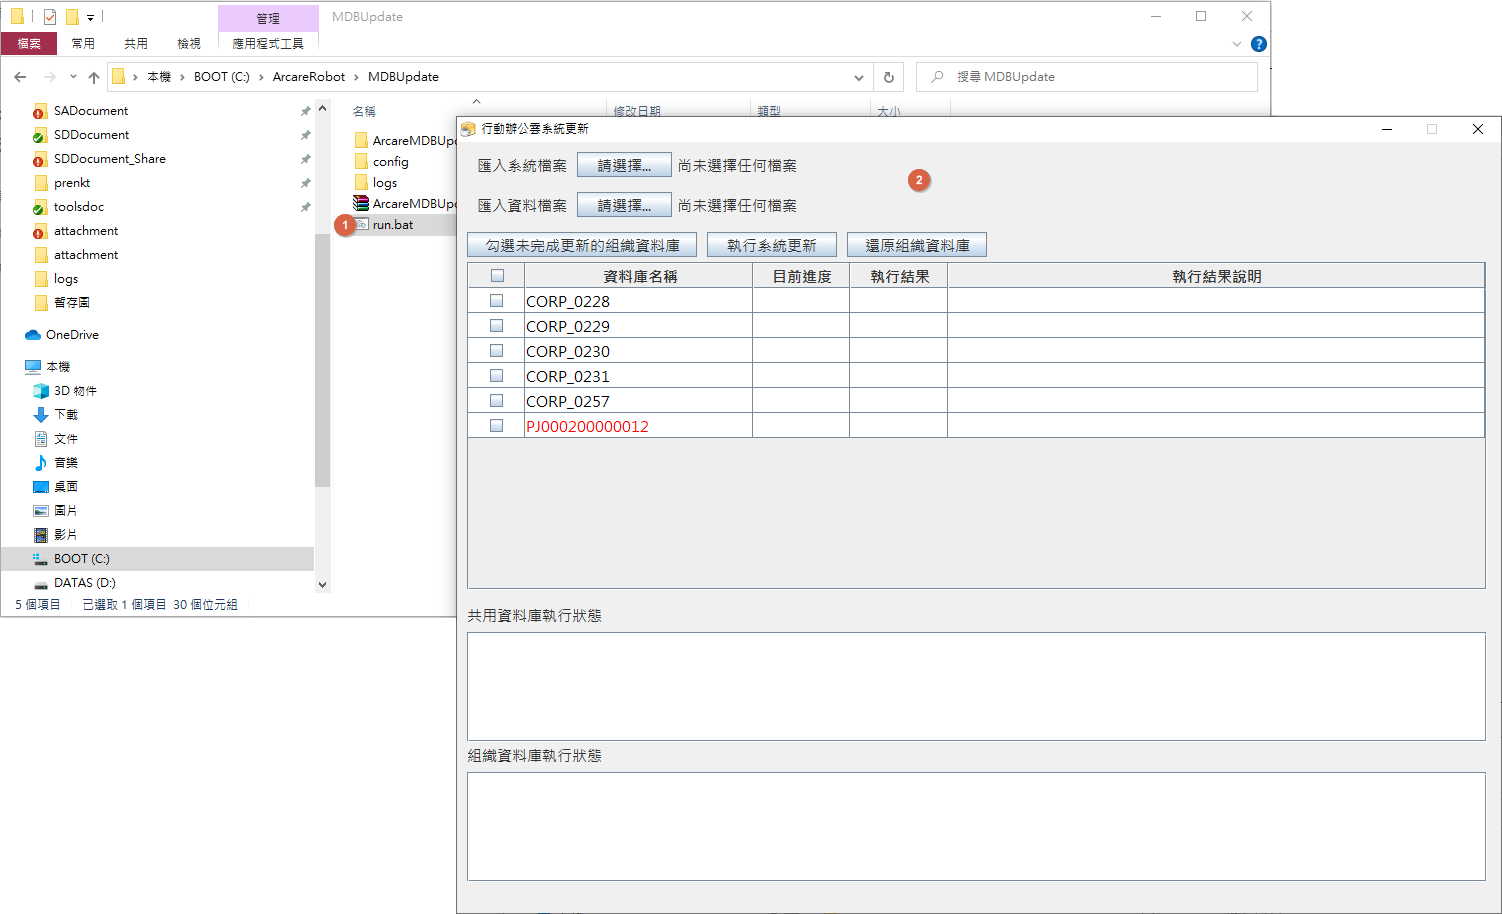 管理
MDBUpdate
檔案
常用
共用
檢視
應用程式工具
本機 › BOOT (C:) › ArcareRobot › MDBUpdate
搜尋 MDBUpdate
SADocument
SDDocument
SDDocument_Share
prenkt
toolsdoc
attachment
attachment
logs
暫存圖
OneDrive
本機
3D 物件
下載
文件
音樂
桌面
圖片
影片
BOOT (C:)
DATAS (D:)
5 個項目 已選取 1 個項目 30 個位元組
名稱
修改日期
類型
大小
ArcareMDBUp
config
logs
ArcareMDBUp
1
run.bat
行動辦公雲系統更新
匯入系統檔案 請選擇... 尚未選擇任何檔案
2
匯入資料檔案 請選擇... 尚未選擇任何檔案
勾選未完成更新的組織資料庫 執行系統更新 還原組織資料庫
資料庫名稱 目前進度 執行結果 執行結果說明
CORP_0228
CORP_0229
CORP_0230
CORP_0231
CORP_0257
PJ000200000012
共用資料庫執行狀態
組織資料庫執行狀態